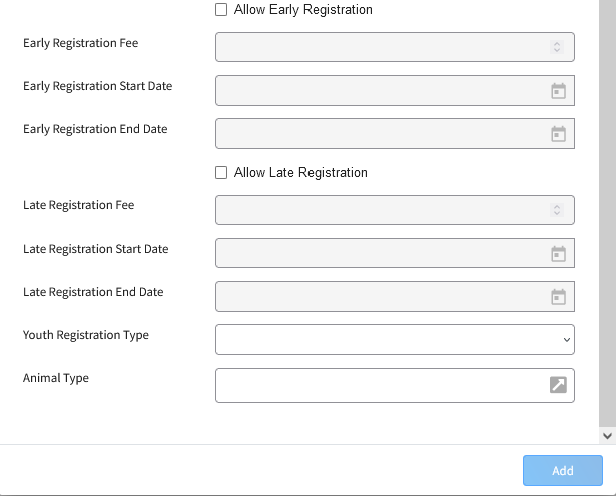 Allow Early Registration
Early Registration Fee
Early Registration Start Date
Early Registration End Date
Allow Late Registration
Late Registration Fee
Late Registration Start Date
Late Registration End Date
Youth Registration Type
Animal Type
Add